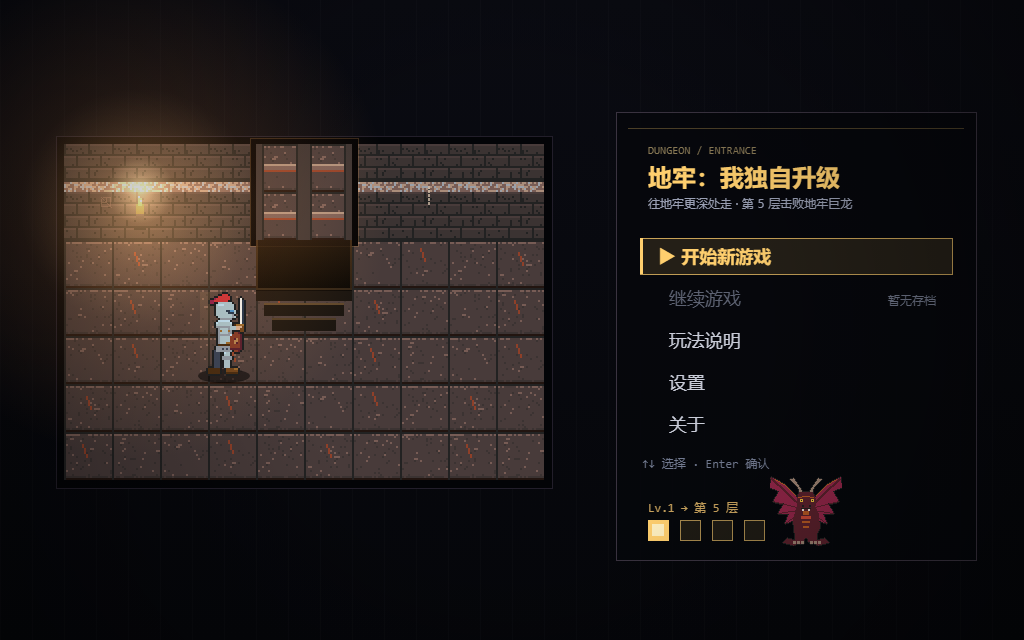 DUNGEON / ENTRANCE
地牢：我独自升级
往地牢更深处走 · 第 5 层击败地牢巨龙
▶ 开始新游戏
继续游戏 暂无存档
玩法说明
设置
关于
↑↓ 选择 · Enter 确认
Lv.1 → 第 5 层